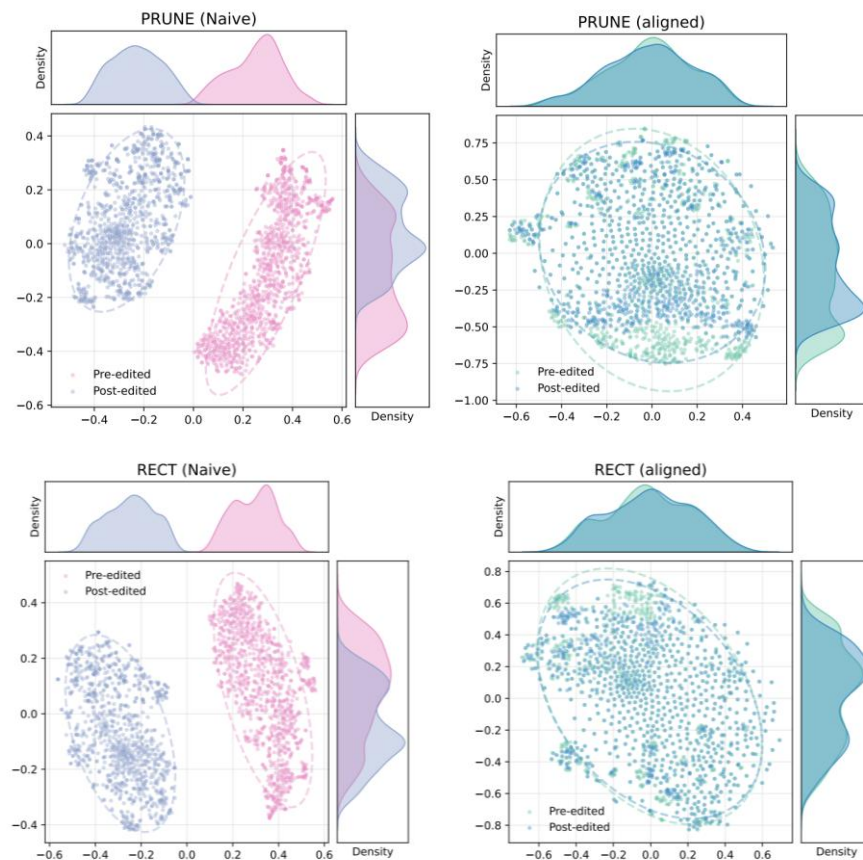 PRUNE (Naive)
Density
0.4
0.2
0.0
−0.2
−0.4
−0.6
Pre-edited
Post-edited
−0.4 −0.2 0.0 0.2 0.4 0.6
Density
PRUNE (aligned)
Density
0.75
0.50
0.25
0.00
−0.25
−0.50
−0.75
−1.00
Pre-edited
Post-edited
−0.6 −0.4 −0.2 0.0 0.2 0.4
Density
RECT (Naive)
Density
Pre-edited
Post-edited
0.4
0.2
0.0
−0.2
−0.4
−0.6 −0.4 −0.2 0.0 0.2 0.4 0.6
Density
RECT (aligned)
Density
0.8
0.6
0.4
0.2
0.0
−0.2
−0.4
−0.6
−0.8
Pre-edited
Post-edited
−0.6 −0.4 −0.2 0.0 0.2 0.4 0.6
Density